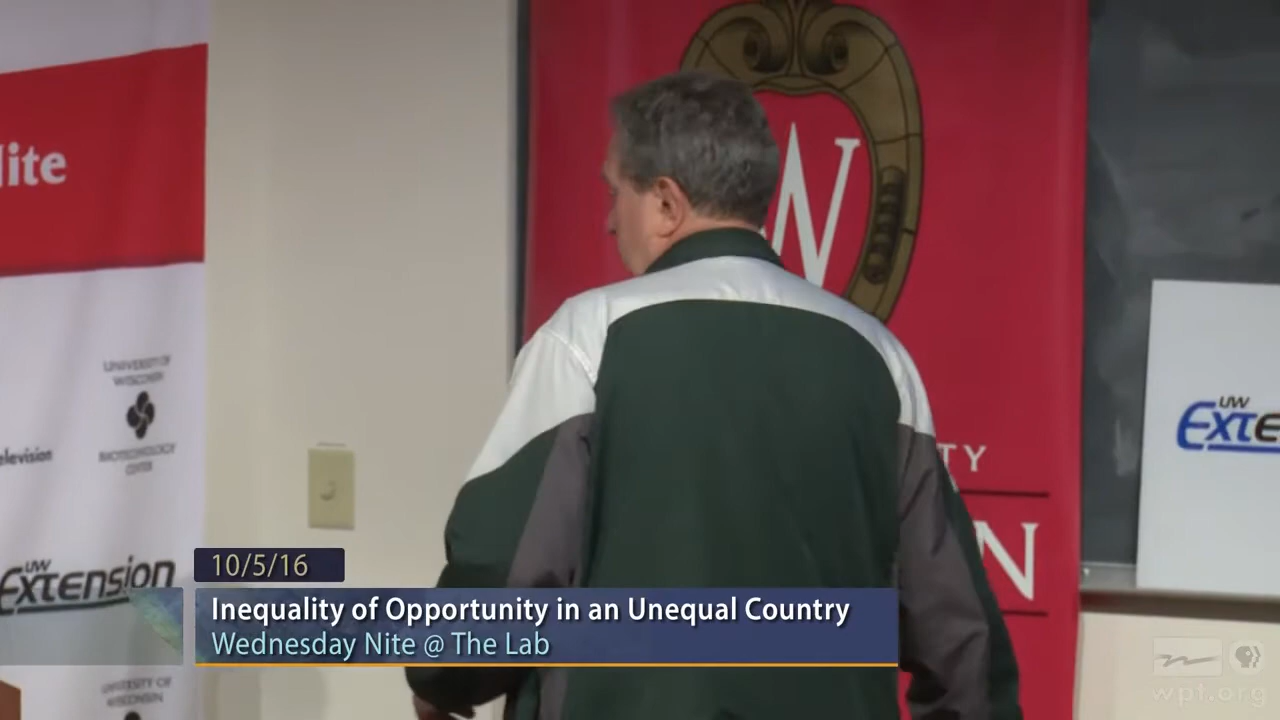 Nite
UNIVERSITY OF
WISCONSIN
BIOTECHNOLOGY
CENTER
elevision
UW
Extension
UNIVERSITY OF
WISCONSIN
W
TY
N
UW
Exte
10/5/16
Inequality of Opportunity in an Unequal Country
Wednesday Nite @ The Lab
wpt.org